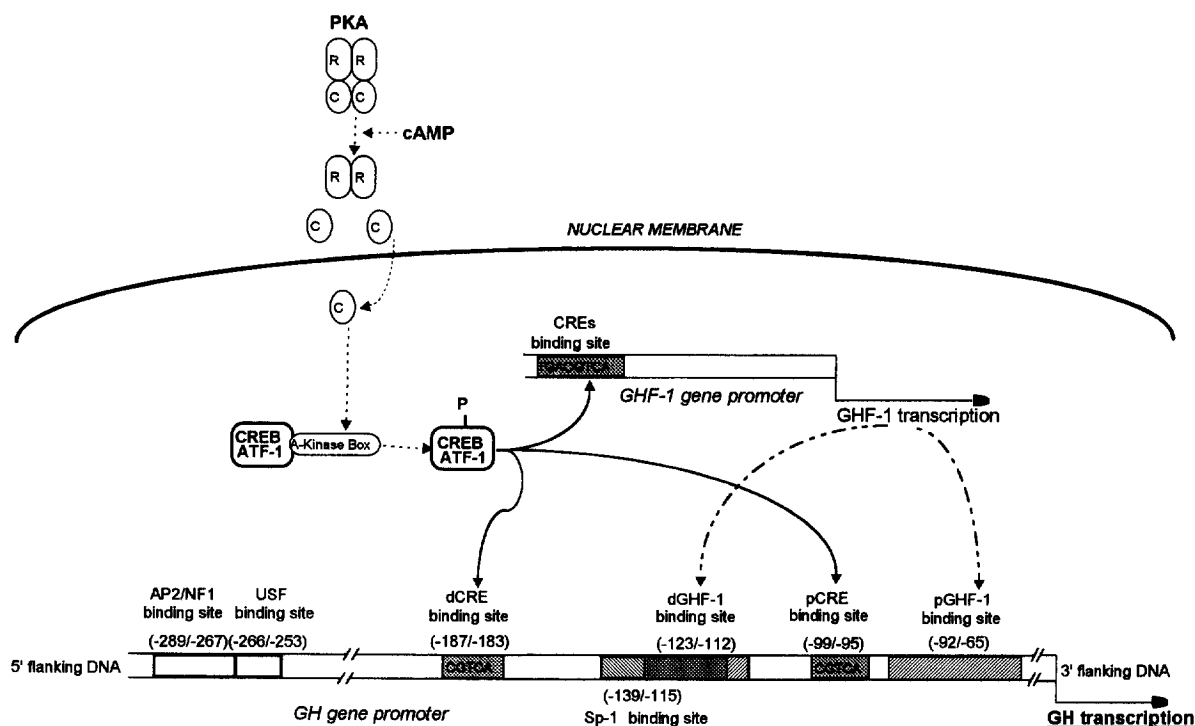 PKA
R R
C C
cAMP
R R
C C
NUCLEAR MEMBRANE
C
CREs
binding site
GHF-1 gene promoter
GHF-1 transcription
P
CREB
ATF-1
A-Kinase Box
CREB
ATF-1
AP2/NF1
binding site
(-289/-267)
USF
binding site
(-266/-253)
dCRE
binding site
(-187/-183)
dGHF-1
binding site
(-123/-112)
pCRE
binding site
(-99/-95)
pGHF-1
binding site
(-92/-65)
5' flanking DNA
CGTCA
CGTCA
3' flanking DNA
(-139/-115)
Sp-1 binding site
GH gene promoter
GH transcription